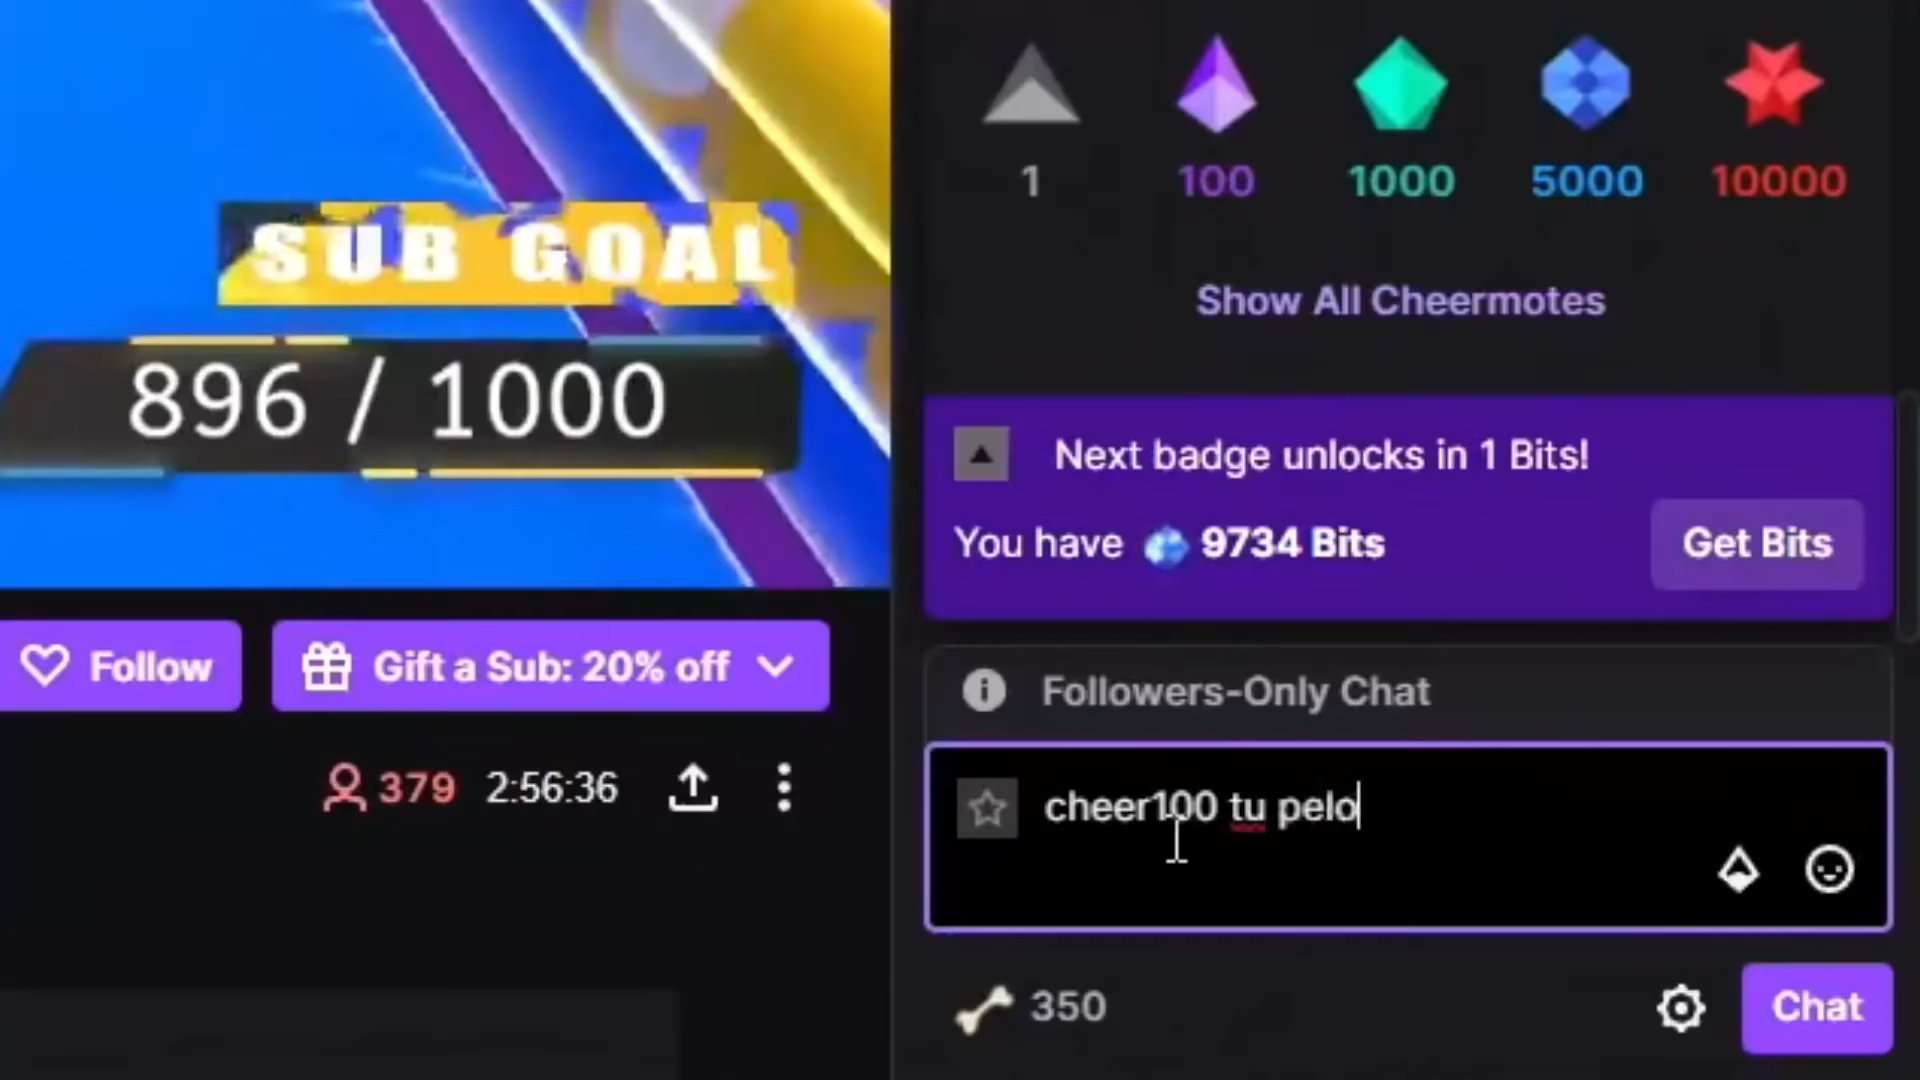 SUB GOAL
896 / 1000
Follow
Gift a Sub: 20% off
379 2:56:36
1 100 1000 5000 10000
Show All Cheermotes
Next badge unlocks in 1 Bits!
You have 9734 Bits
Get Bits
Followers-Only Chat
cheer100 tu pelo
350
Chat